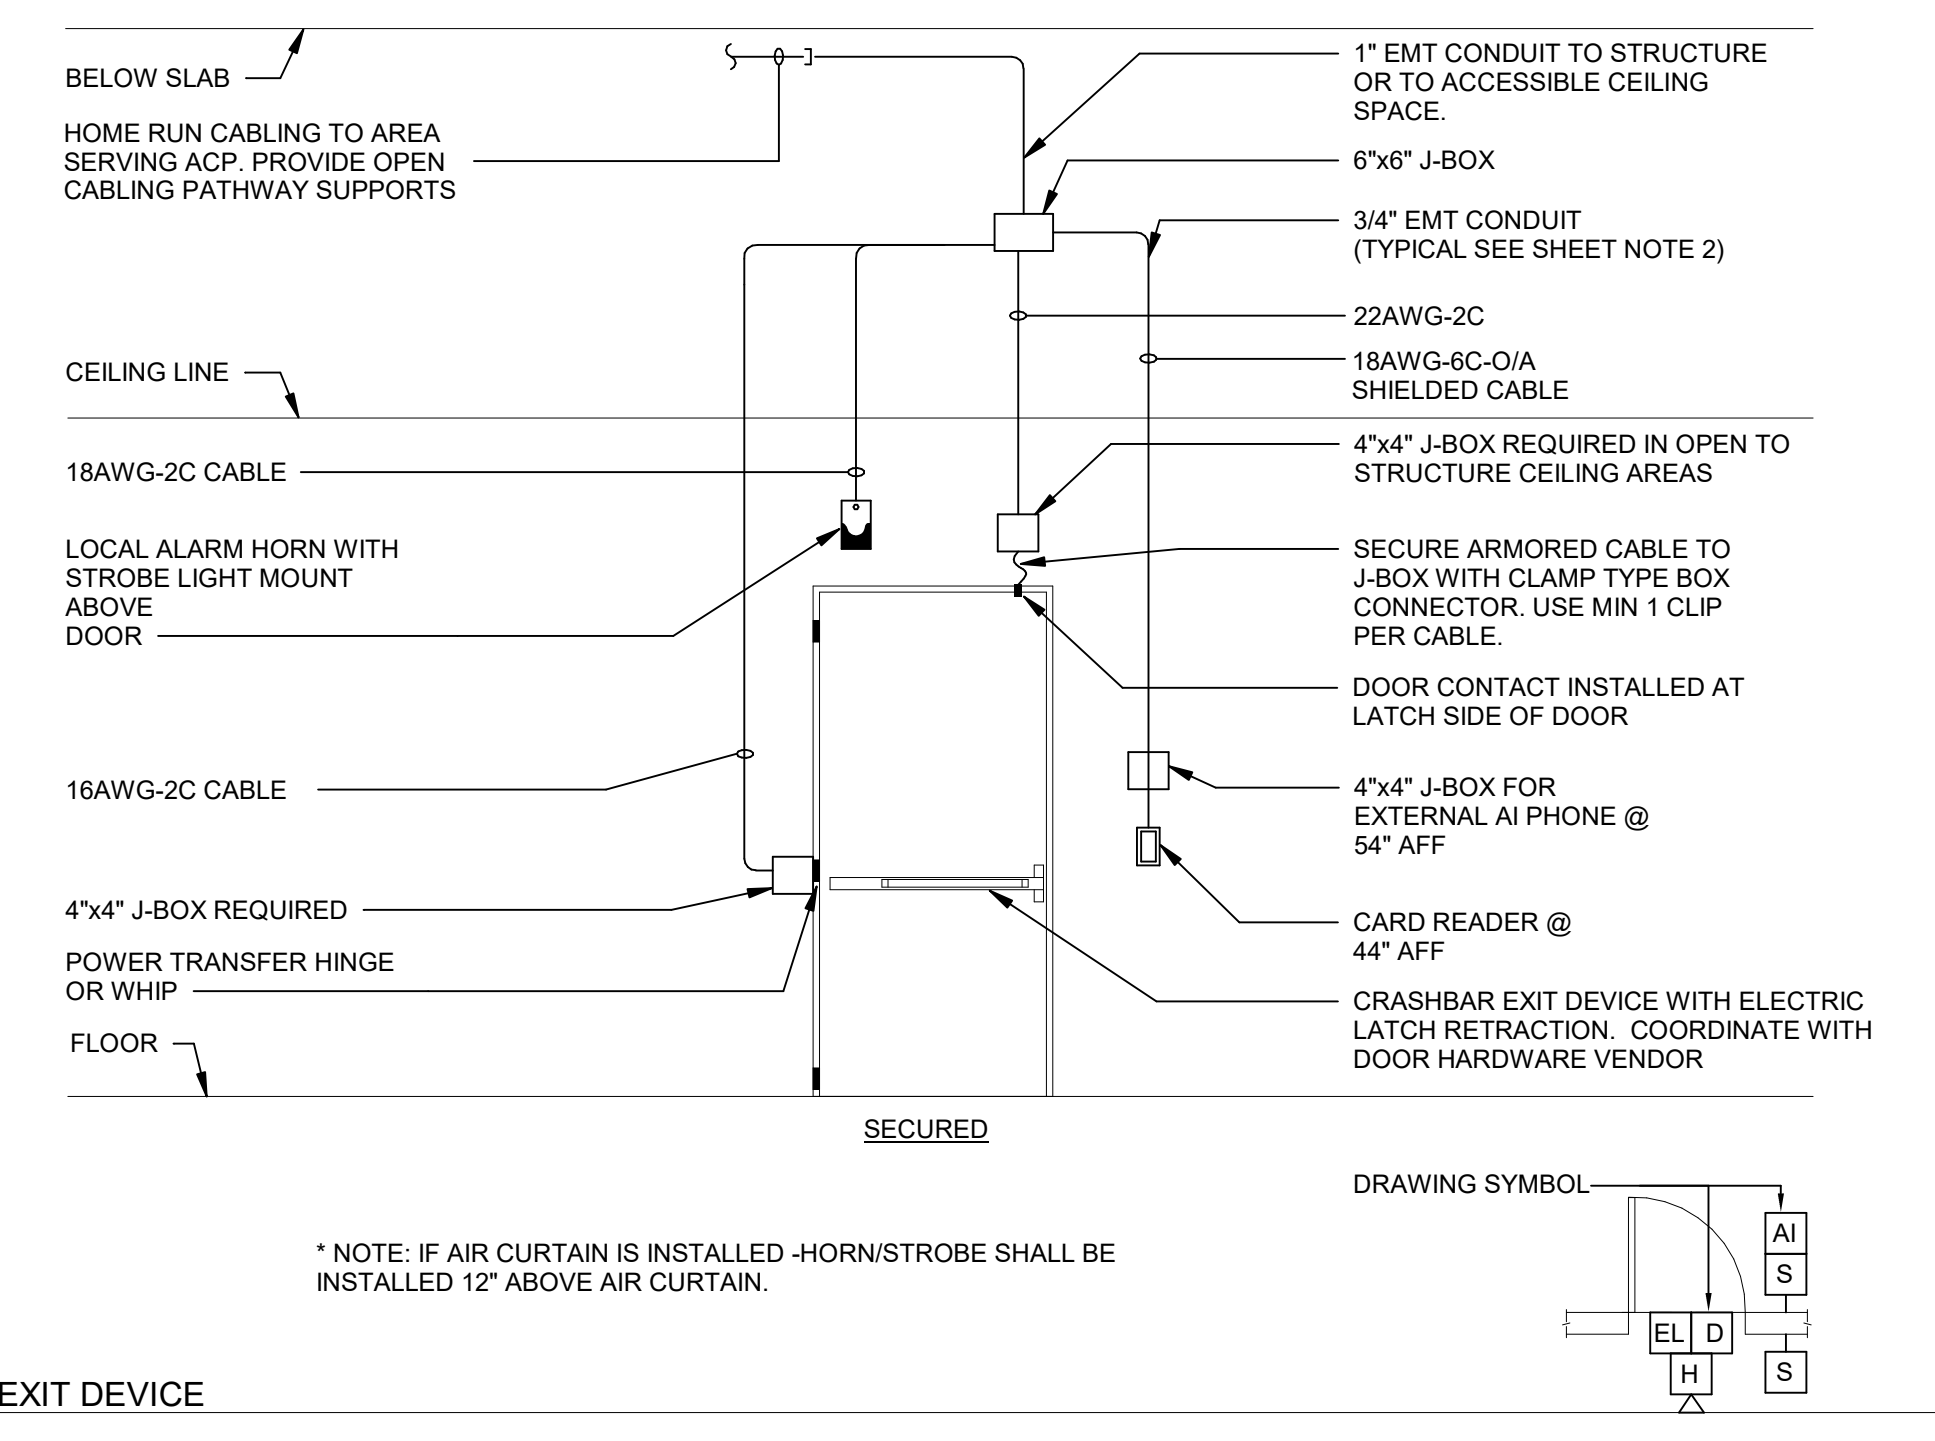 BELOW SLAB
HOME RUN CABLING TO AREA
SERVING ACP. PROVIDE OPEN
CABLING PATHWAY SUPPORTS
CEILING LINE
18AWG-2C CABLE
LOCAL ALARM HORN WITH
STROBE LIGHT MOUNT
ABOVE
DOOR
16AWG-2C CABLE
4"x4" J-BOX REQUIRED
POWER TRANSFER HINGE
OR WHIP
FLOOR
1" EMT CONDUIT TO STRUCTURE
OR TO ACCESSIBLE CEILING
SPACE.
6"x6" J-BOX
3/4" EMT CONDUIT
(TYPICAL SEE SHEET NOTE 2)
22AWG-2C
18AWG-6C-O/A
SHIELDED CABLE
4"x4" J-BOX REQUIRED IN OPEN TO
STRUCTURE CEILING AREAS
SECURE ARMORED CABLE TO
J-BOX WITH CLAMP TYPE BOX
CONNECTOR. USE MIN 1 CLIP
PER CABLE.
DOOR CONTACT INSTALLED AT
LATCH SIDE OF DOOR
4"x4" J-BOX FOR
EXTERNAL AI PHONE @
54" AFF
CARD READER @
44" AFF
CRASHBAR EXIT DEVICE WITH ELECTRIC
LATCH RETRACTION. COORDINATE WITH
DOOR HARDWARE VENDOR
SECURED
DRAWING SYMBOL
AI
S
EL D
H
S
* NOTE: IF AIR CURTAIN IS INSTALLED -HORN/STROBE SHALL BE
INSTALLED 12" ABOVE AIR CURTAIN.
EXIT DEVICE